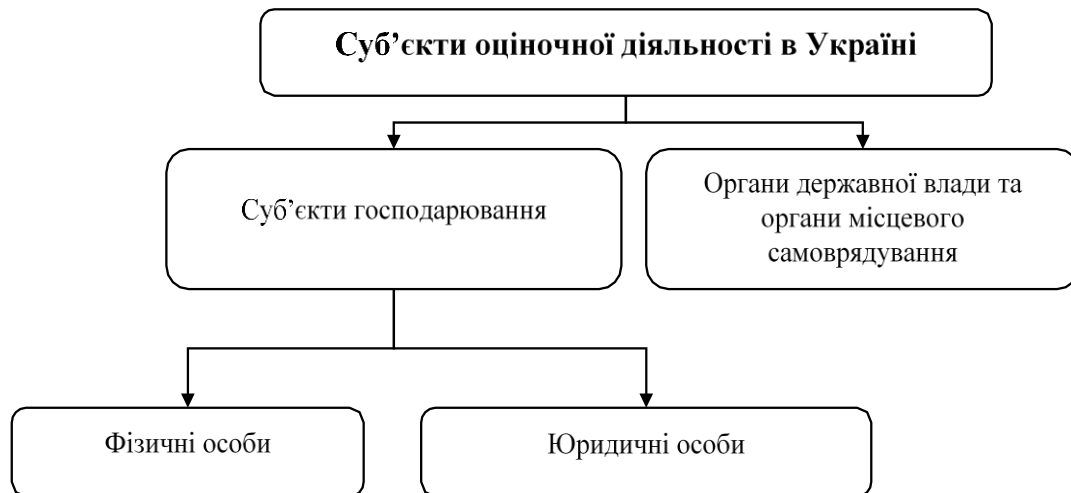 Суб’єкти оціночної діяльності в Україні
Суб’єкти господарювання
Органи державної влади та
органи місцевого
самоврядування
Фізичні особи
Юридичні особи